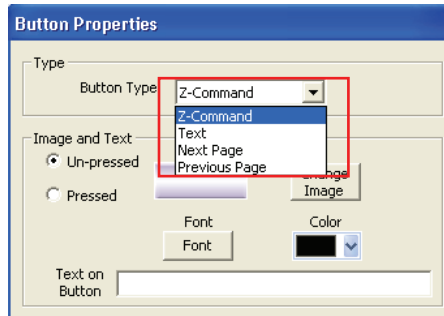 Button Properties
Type
Button Type
Z-Command
Z-Command
Text
Next Page
Previous Page
Image and Text
Un-pressed
Pressed
Change
Image
Font
Color
Font
Text on
Button